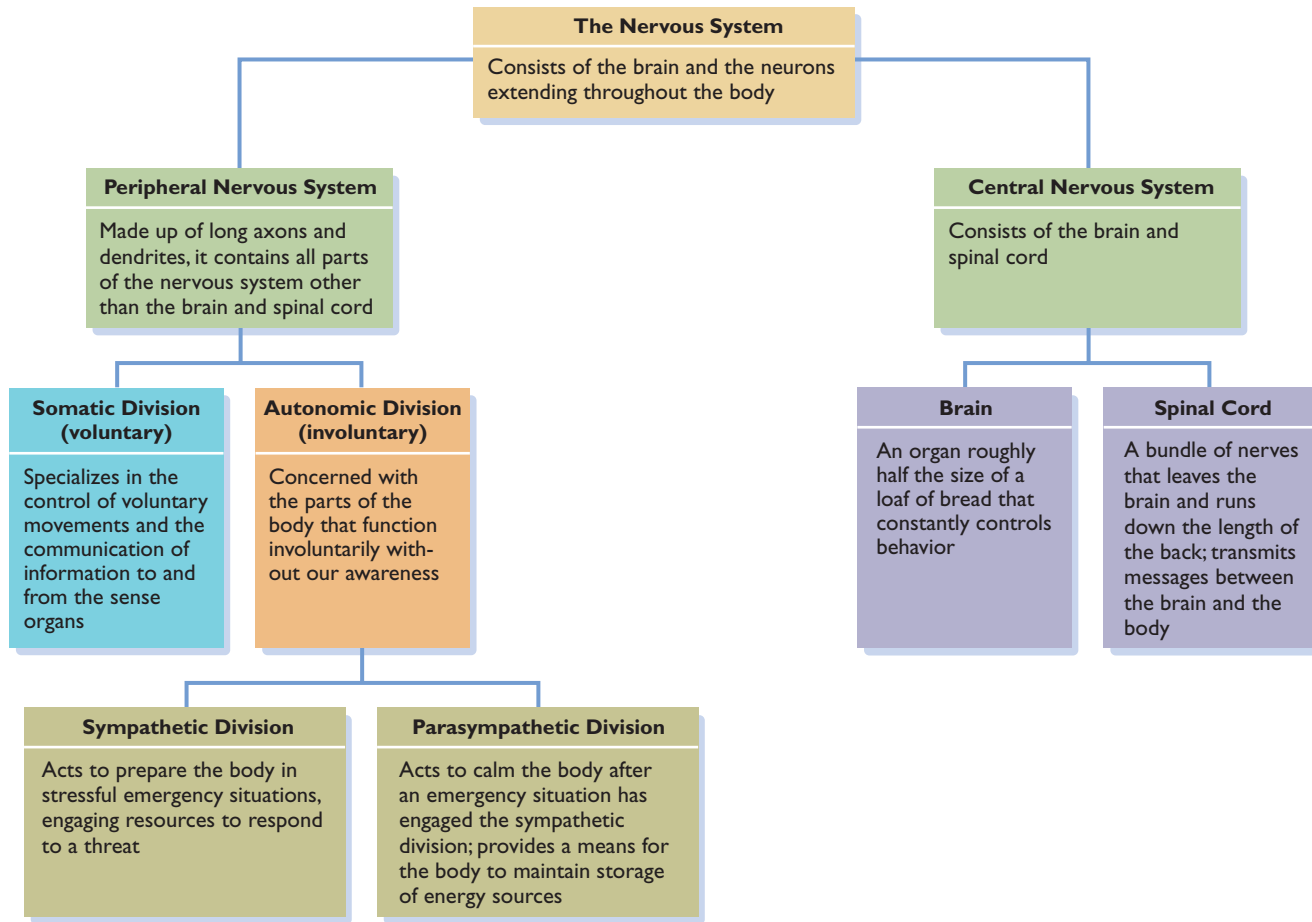 The Nervous System
Consists of the brain and the neurons
extending throughout the body
Peripheral Nervous System
Made up of long axons and
dendrites, it contains all parts
of the nervous system other
than the brain and spinal cord
Central Nervous System
Consists of the brain and
spinal cord
Somatic Division
(voluntary)
Specializes in the
control of voluntary
movements and the
communication of
information to and
from the sense
organs
Autonomic Division
(involuntary)
Concerned with
the parts of the
body that function
involuntarily with-
out our awareness
Brain
An organ roughly
half the size of a
loaf of bread that
constantly controls
behavior
Spinal Cord
A bundle of nerves
that leaves the
brain and runs
down the length of
the back; transmits
messages between
the brain and the
body
Sympathetic Division
Acts to prepare the body in
stressful emergency situations,
engaging resources to respond
to a threat
Parasympathetic Division
Acts to calm the body after
an emergency situation has
engaged the sympathetic
division; provides a means for
the body to maintain storage
of energy sources